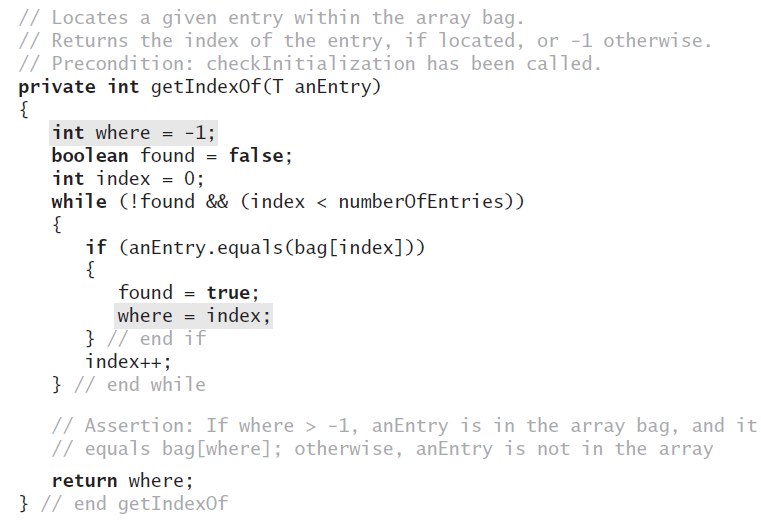 // Locates a given entry within the array bag.
// Returns the index of the entry, if located, or -1 otherwise.
// Precondition: checkInitialization has been called.
private int getIndexOf(T anEntry)
{
   int where = -1;
   boolean found = false;
   int index = 0;
   while (!found && (index < numberOfEntries))
   {
      if (anEntry.equals(bag[index]))
      {
         found = true;
         where = index;
      } // end if
      index++;
   } // end while
   // Assertion: If where > -1, anEntry is in the array bag, and it
   // equals bag[where]; otherwise, anEntry is not in the array
   return where;
} // end getIndexOf